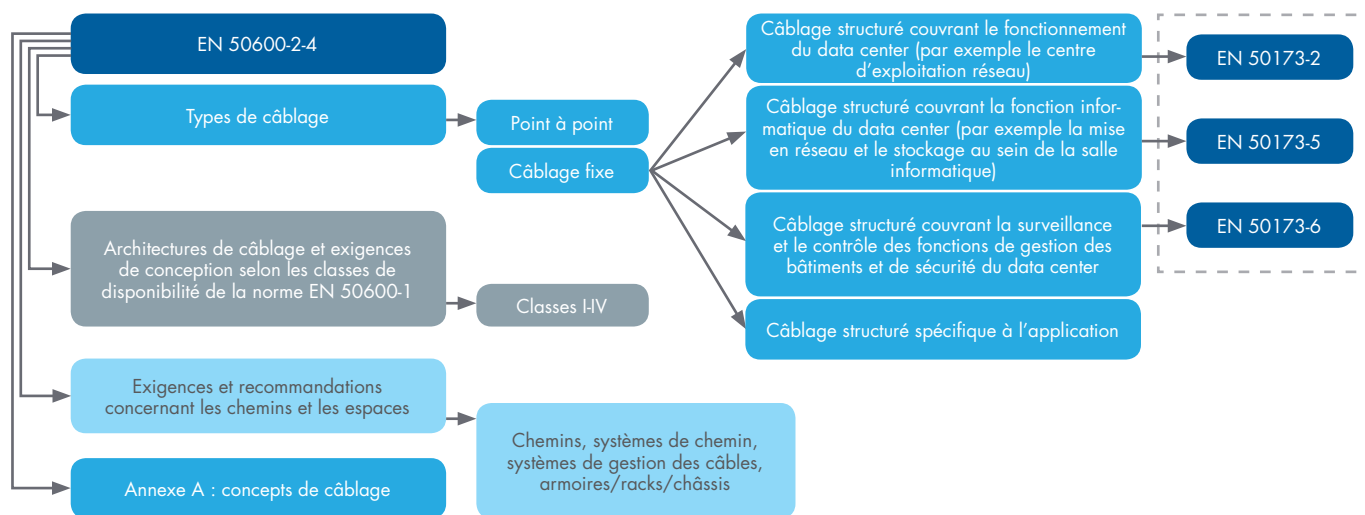 EN 50600-2-4
Types de câblage
Point à point
Câblage fixe
Câblage structuré couvrant le fonctionnement
du data center (par exemple le centre
d’exploitation réseau)
EN 50173-2
Câblage structuré couvrant la fonction infor-
matique du data center (par exemple la mise
en réseau et le stockage au sein de la salle
informatique)
EN 50173-5
Câblage structuré couvrant la surveillance
et le contrôle des fonctions de gestion des
bâtiments et de sécurité du data center
EN 50173-6
Câblage structuré spécifique à l’application
Architectures de câblage et exigences
de conception selon les classes de
disponibilité de la norme EN 50600-1
Classes I-IV
Exigences et recommandations
concernant les chemins et les espaces
Chemins, systèmes de chemin,
systèmes de gestion des câbles,
armoires/racks/châssis
Annexe A : concepts de câblage